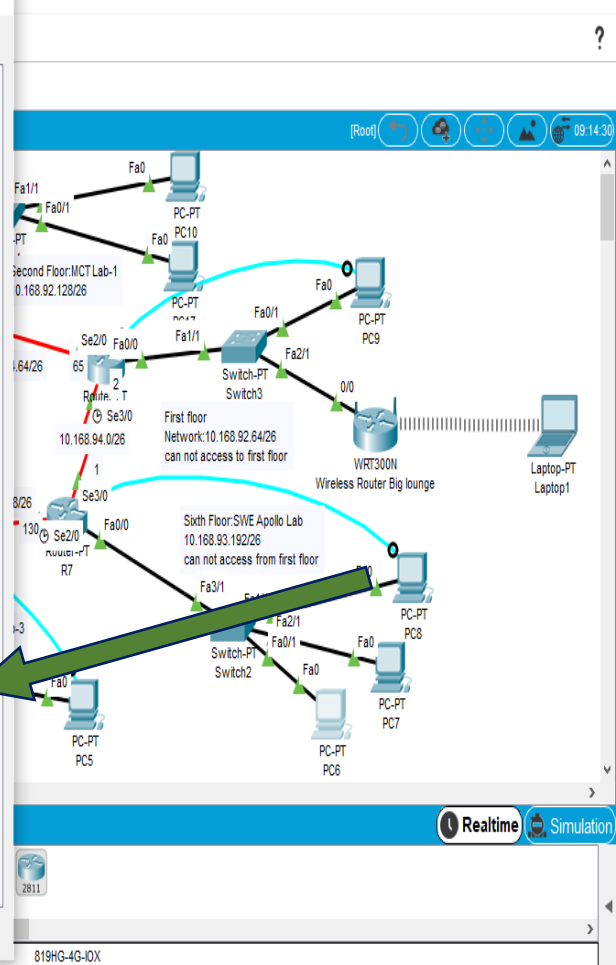 ?
[Root]
09:14:30
Fa0
Fa1/1
Fa0/1
-PT
PC-PT
PC10
Fa0
Second Floor:MCT Lab-1
0.168.92.128/26
PC-PT
Fa0
PC-PT
PC9
Fa0/1
Se2/0
Fa0/0
Fa1/1
.64/26
65
2
Fa2/1
Switch-PT
Switch3
0/0
Se3/0
10.168.94.0/26
First floor
Network:10.168.92.64/26
can not access to first floor
WRT300N
Wireless Router Big lounge
Laptop-PT
Laptop1
1
Se3/0
8/26
130
Se2/0
Fa0/0
Router-PT
R7
Sixth Floor:SWE Apollo Lab
10.168.93.192/26
can not access from first floor
Fa3/1
PC-PT
PC8
-3
Fa2/1
Fa0/1
Switch-PT
Switch2
Fa0
Fa0
PC-PT
PC7
Fa0
PC-PT
PC5
PC-PT
PC6
Realtime
Simulation
2811
819HG-4G-IOX